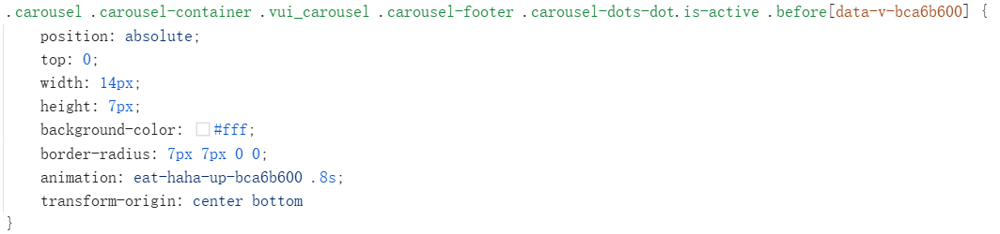 .carousel .carousel-container .vui_carousel .carousel-footer .carousel-dots-dot.is-active .before[data-v-bca6b600] {
    position: absolute;
    top: 0;
    width: 14px;
    height: 7px;
    background-color: #fff;
    border-radius: 7px 7px 0 0;
    animation: eat-haha-up-bca6b600 .8s;
    transform-origin: center bottom
}